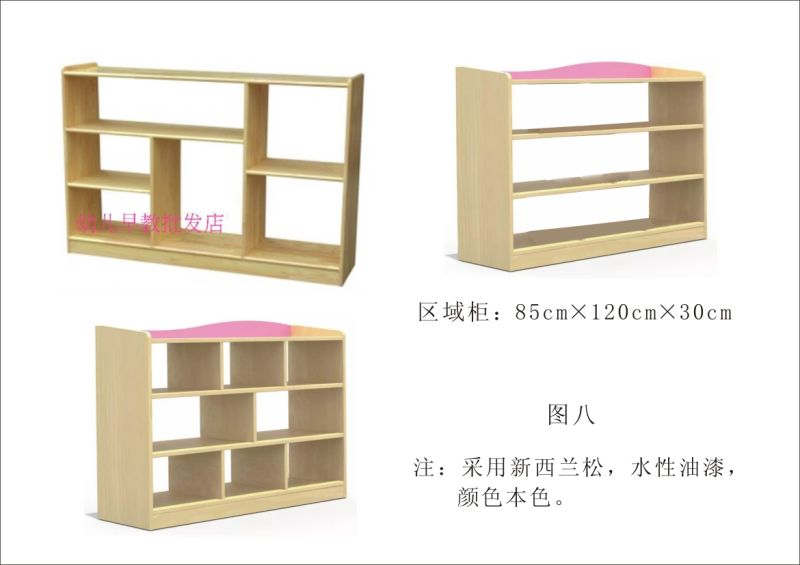 幼儿早教批发店
区域柜：85cm×120cm×30cm
图八
注：采用新西兰松，水性油漆，
颜色本色。